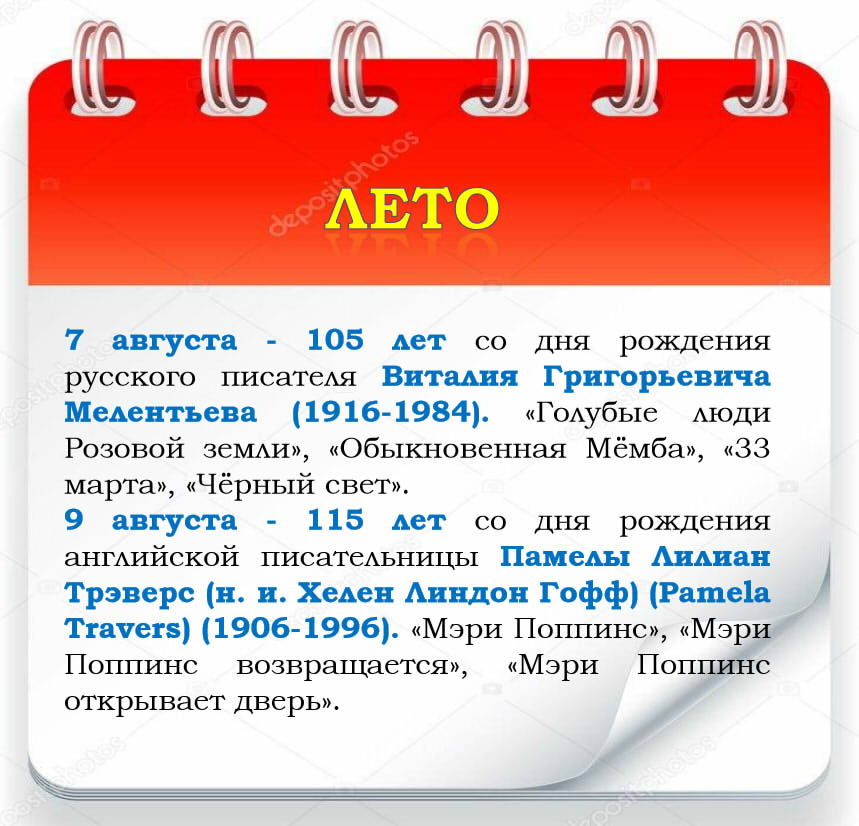 ЛЕТО
7 августа - 105 лет со дня рождения
русского писателя Виталия Григорьевича
Мелентьева (1916-1984). «Голубые люди
Розовой земли», «Обыкновенная Мёмба», «33
марта», «Чёрный свет».
9 августа - 115 лет со дня рождения
английской писательницы Памелы Лилиан
Трэверс (н. и. Хелен Линдон Гофф) (Pamela
Travers) (1906-1996). «Мэри Поппинс», «Мэри
Поппинс возвращается», «Мэри Поппинс
открывает дверь».
depositphotos